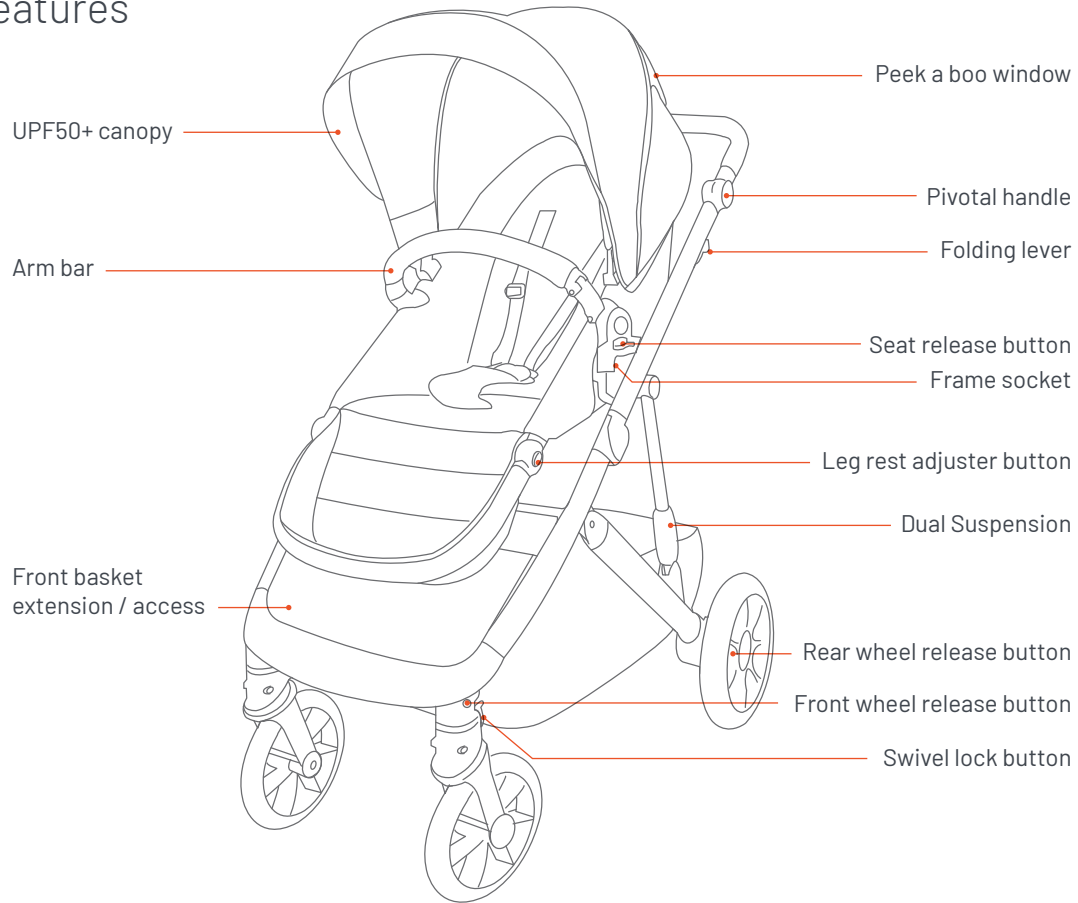 eatures
Peek a boo window
UPF50+ canopy
Pivotal handle
Folding lever
Arm bar
Seat release button
Frame socket
Leg rest adjuster button
Dual Suspension
Front basket
extension / access
Rear wheel release button
Front wheel release button
Swivel lock button